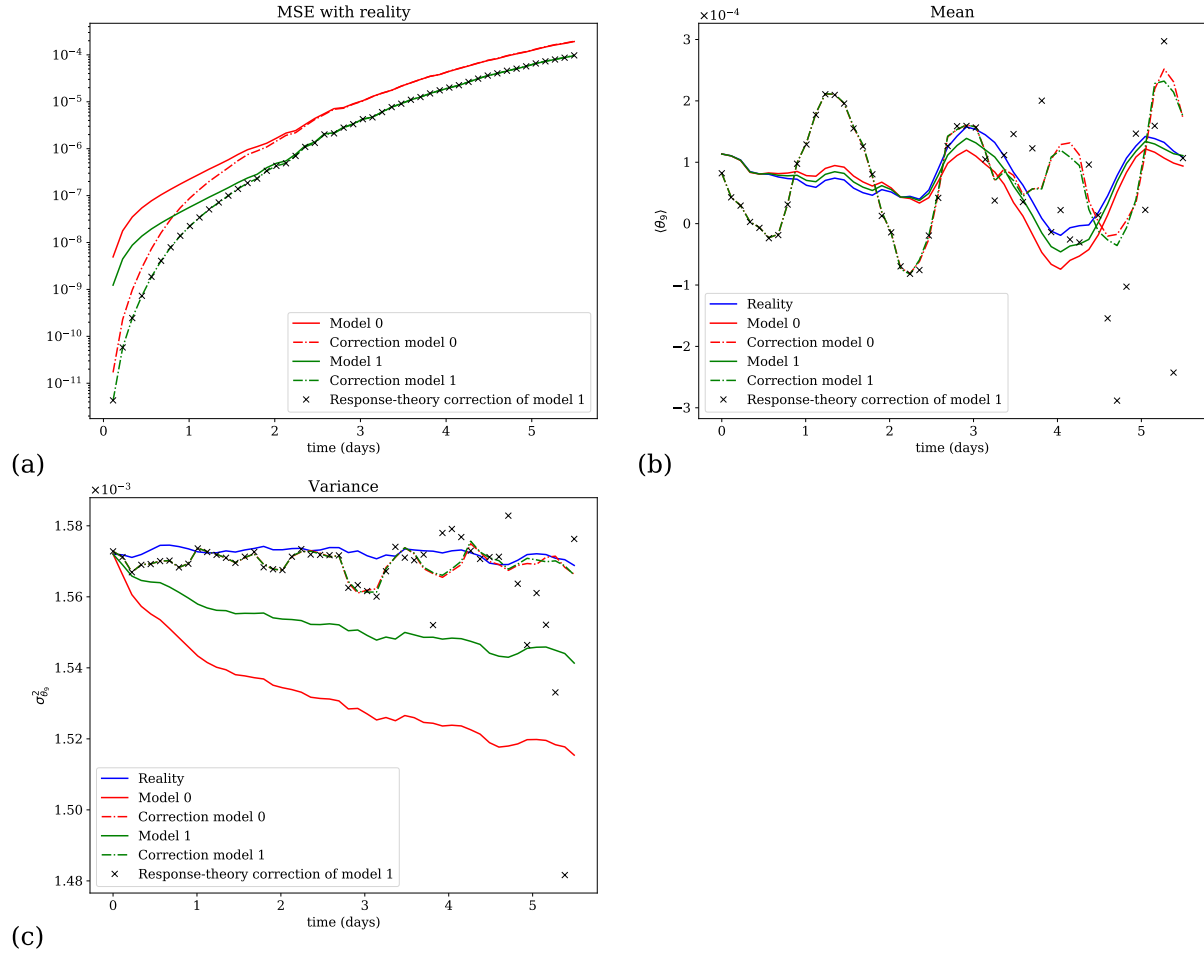 MSE with reality
10⁻⁴
10⁻⁵
10⁻⁶
10⁻⁷
10⁻⁸
10⁻⁹
10⁻¹⁰
10⁻¹¹
Model 0
Correction model 0
Model 1
Correction model 1
Response-theory correction of model 1
0 1 2 3 4 5
time (days)
(a)
×10⁻⁴
Mean
3
2
1
0
−1
−2
−3
⟨θ₉⟩
Reality
Model 0
Correction model 0
Model 1
Correction model 1
Response-theory correction of model 1
0 1 2 3 4 5
time (days)
(b)
×10⁻³
Variance
1.58
1.56
1.54
1.52
1.50
1.48
σ²θ₉
Reality
Model 0
Correction model 0
Model 1
Correction model 1
Response-theory correction of model 1
0 1 2 3 4 5
time (days)
(c)